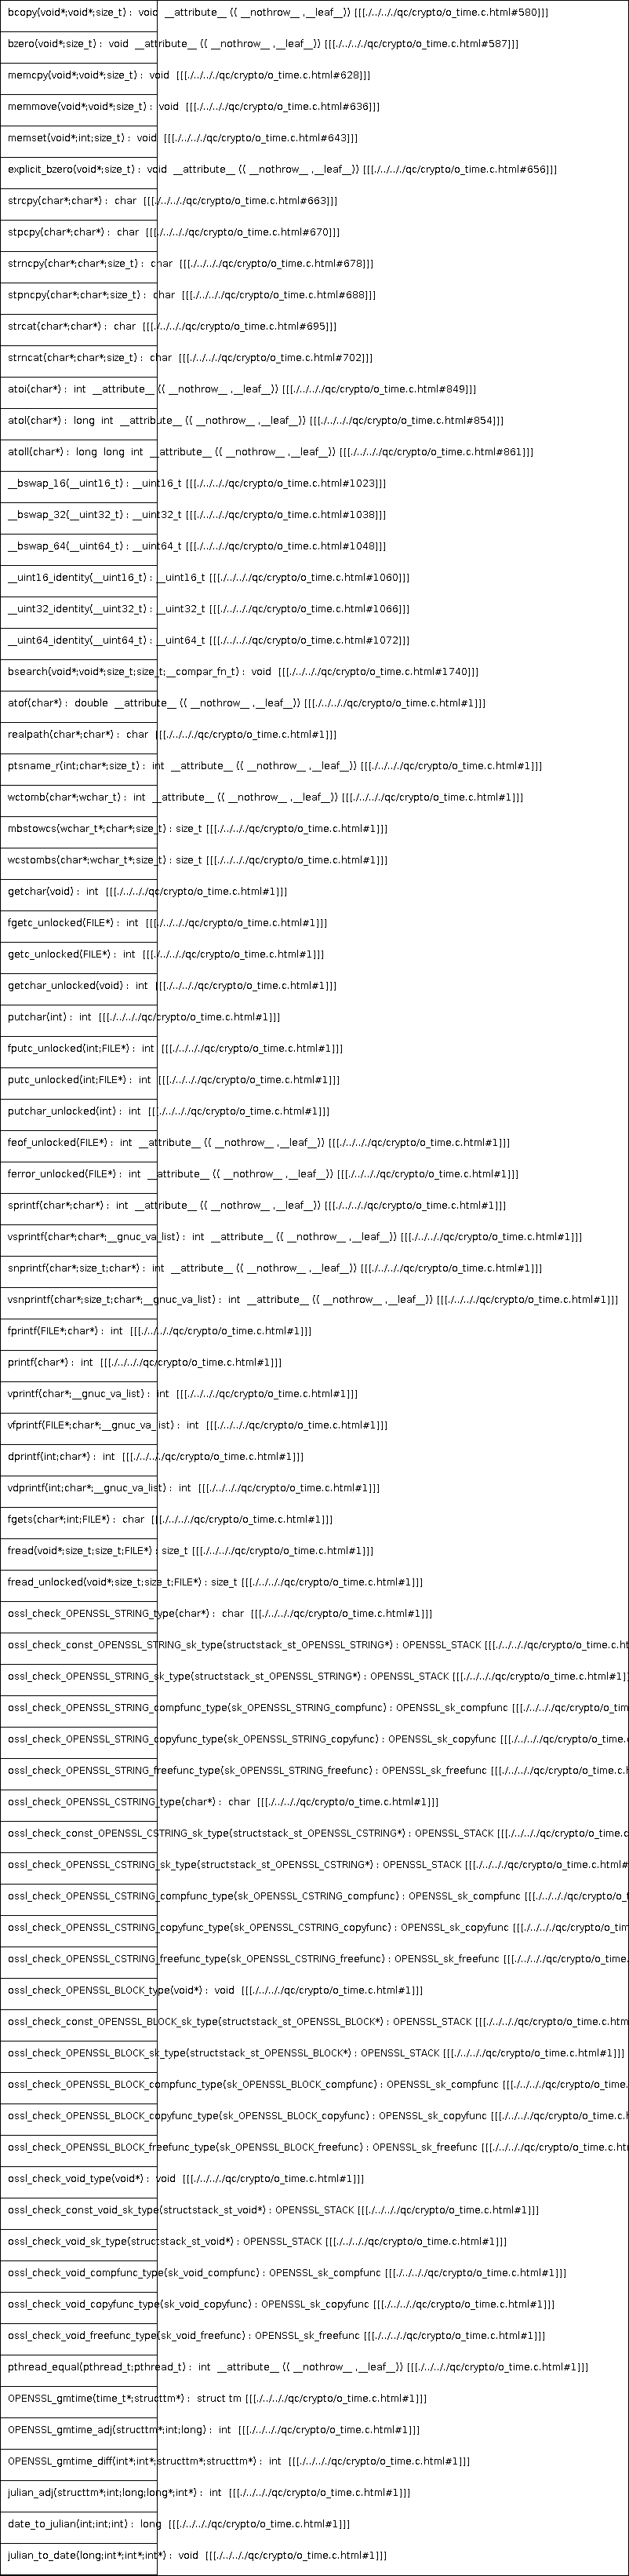 bcopy(void*;void*;size_t) :  void  __attribute__ (( __nothrow__ ,__leaf__)) [[[./../../../qc/crypto/o_time.c.html#580]]]
bzero(void*;size_t) :  void  __attribute__ (( __nothrow__ ,__leaf__)) [[[./../../../qc/crypto/o_time.c.html#587]]]
memcpy(void*;void*;size_t) :  void  [[[./../../../qc/crypto/o_time.c.html#628]]]
memmove(void*;void*;size_t) :  void  [[[./../../../qc/crypto/o_time.c.html#636]]]
memset(void*;int;size_t) :  void  [[[./../../../qc/crypto/o_time.c.html#643]]]
explicit_bzero(void*;size_t) :  void  __attribute__ (( __nothrow__ ,__leaf__)) [[[./../../../qc/crypto/o_time.c.html#656]]]
strcpy(char*;char*) :  char  [[[./../../../qc/crypto/o_time.c.html#663]]]
stpcpy(char*;char*) :  char  [[[./../../../qc/crypto/o_time.c.html#670]]]
strncpy(char*;char*;size_t) :  char  [[[./../../../qc/crypto/o_time.c.html#678]]]
stpncpy(char*;char*;size_t) :  char  [[[./../../../qc/crypto/o_time.c.html#688]]]
strcat(char*;char*) :  char  [[[./../../../qc/crypto/o_time.c.html#695]]]
strncat(char*;char*;size_t) :  char  [[[./../../../qc/crypto/o_time.c.html#702]]]
atoi(char*) :  int  __attribute__ (( __nothrow__ ,__leaf__)) [[[./../../../qc/crypto/o_time.c.html#849]]]
atol(char*) :  long  int  __attribute__ (( __nothrow__ ,__leaf__)) [[[./../../../qc/crypto/o_time.c.html#854]]]
atoll(char*) :  long  long  int  __attribute__ (( __nothrow__ ,__leaf__)) [[[./../../../qc/crypto/o_time.c.html#861]]]
__bswap_16(__uint16_t) : __uint16_t [[[./../../../qc/crypto/o_time.c.html#1023]]]
__bswap_32(__uint32_t) : __uint32_t [[[./../../../qc/crypto/o_time.c.html#1038]]]
__bswap_64(__uint64_t) : __uint64_t [[[./../../../qc/crypto/o_time.c.html#1048]]]
__uint16_identity(__uint16_t) : __uint16_t [[[./../../../qc/crypto/o_time.c.html#1060]]]
__uint32_identity(__uint32_t) : __uint32_t [[[./../../../qc/crypto/o_time.c.html#1066]]]
__uint64_identity(__uint64_t) : __uint64_t [[[./../../../qc/crypto/o_time.c.html#1072]]]
bsearch(void*;void*;size_t;size_t;__compar_fn_t) :  void  [[[./../../../qc/crypto/o_time.c.html#1740]]]
atof(char*) :  double  __attribute__ (( __nothrow__ ,__leaf__)) [[[./../../../qc/crypto/o_time.c.html#1]]]
realpath(char*;char*) :  char  [[[./../../../qc/crypto/o_time.c.html#1]]]
ptsname_r(int;char*;size_t) :  int  __attribute__ (( __nothrow__ ,__leaf__)) [[[./../../../qc/crypto/o_time.c.html#1]]]
wctomb(char*;wchar_t) :  int  __attribute__ (( __nothrow__ ,__leaf__)) [[[./../../../qc/crypto/o_time.c.html#1]]]
mbstowcs(wchar_t*;char*;size_t) : size_t [[[./../../../qc/crypto/o_time.c.html#1]]]
wcstombs(char*;wchar_t*;size_t) : size_t [[[./../../../qc/crypto/o_time.c.html#1]]]
getchar(void) :  int  [[[./../../../qc/crypto/o_time.c.html#1]]]
fgetc_unlocked(FILE*) :  int  [[[./../../../qc/crypto/o_time.c.html#1]]]
getc_unlocked(FILE*) :  int  [[[./../../../qc/crypto/o_time.c.html#1]]]
getchar_unlocked(void) :  int  [[[./../../../qc/crypto/o_time.c.html#1]]]
putchar(int) :  int  [[[./../../../qc/crypto/o_time.c.html#1]]]
fputc_unlocked(int;FILE*) :  int  [[[./../../../qc/crypto/o_time.c.html#1]]]
putc_unlocked(int;FILE*) :  int  [[[./../../../qc/crypto/o_time.c.html#1]]]
putchar_unlocked(int) :  int  [[[./../../../qc/crypto/o_time.c.html#1]]]
feof_unlocked(FILE*) :  int  __attribute__ (( __nothrow__ ,__leaf__)) [[[./../../../qc/crypto/o_time.c.html#1]]]
ferror_unlocked(FILE*) :  int  __attribute__ (( __nothrow__ ,__leaf__)) [[[./../../../qc/crypto/o_time.c.html#1]]]
sprintf(char*;char*) :  int  __attribute__ (( __nothrow__ ,__leaf__)) [[[./../../../qc/crypto/o_time.c.html#1]]]
vsprintf(char*;char*;__gnuc_va_list) :  int  __attribute__ (( __nothrow__ ,__leaf__)) [[[./../../../qc/crypto/o_time.c.html#1]]]
snprintf(char*;size_t;char*) :  int  __attribute__ (( __nothrow__ ,__leaf__)) [[[./../../../qc/crypto/o_time.c.html#1]]]
vsnprintf(char*;size_t;char*;__gnuc_va_list) :  int  __attribute__ (( __nothrow__ ,__leaf__)) [[[./../../../qc/crypto/o_time.c.html#1]]]
fprintf(FILE*;char*) :  int  [[[./../../../qc/crypto/o_time.c.html#1]]]
printf(char*) :  int  [[[./../../../qc/crypto/o_time.c.html#1]]]
vprintf(char*;__gnuc_va_list) :  int  [[[./../../../qc/crypto/o_time.c.html#1]]]
vfprintf(FILE*;char*;__gnuc_va_list) :  int  [[[./../../../qc/crypto/o_time.c.html#1]]]
dprintf(int;char*) :  int  [[[./../../../qc/crypto/o_time.c.html#1]]]
vdprintf(int;char*;__gnuc_va_list) :  int  [[[./../../../qc/crypto/o_time.c.html#1]]]
fgets(char*;int;FILE*) :  char  [[[./../../../qc/crypto/o_time.c.html#1]]]
fread(void*;size_t;size_t;FILE*) : size_t [[[./../../../qc/crypto/o_time.c.html#1]]]
fread_unlocked(void*;size_t;size_t;FILE*) : size_t [[[./../../../qc/crypto/o_time.c.html#1]]]
ossl_check_OPENSSL_STRING_type(char*) :  char  [[[./../../../qc/crypto/o_time.c.html#1]]]
ossl_check_const_OPENSSL_STRING_sk_type(structstack_st_OPENSSL_STRING*) : OPENSSL_STACK [[[./../../../qc/crypto/o_time.c.ht
ossl_check_OPENSSL_STRING_sk_type(structstack_st_OPENSSL_STRING*) : OPENSSL_STACK [[[./../../../qc/crypto/o_time.c.html#1]]]
ossl_check_OPENSSL_STRING_compfunc_type(sk_OPENSSL_STRING_compfunc) : OPENSSL_sk_compfunc [[[./../../../qc/crypto/o_tim
ossl_check_OPENSSL_STRING_copyfunc_type(sk_OPENSSL_STRING_copyfunc) : OPENSSL_sk_copyfunc [[[./../../../qc/crypto/o_time.
ossl_check_OPENSSL_STRING_freefunc_type(sk_OPENSSL_STRING_freefunc) : OPENSSL_sk_freefunc [[[./../../../qc/crypto/o_time.c.h
ossl_check_OPENSSL_CSTRING_type(char*) :  char  [[[./../../../qc/crypto/o_time.c.html#1]]]
ossl_check_const_OPENSSL_CSTRING_sk_type(structstack_st_OPENSSL_CSTRING*) : OPENSSL_STACK [[[./../../../qc/crypto/o_time.c
ossl_check_OPENSSL_CSTRING_sk_type(structstack_st_OPENSSL_CSTRING*) : OPENSSL_STACK [[[./../../../qc/crypto/o_time.c.html#
ossl_check_OPENSSL_CSTRING_compfunc_type(sk_OPENSSL_CSTRING_compfunc) : OPENSSL_sk_compfunc [[[./../../../qc/crypto/o_t
ossl_check_OPENSSL_CSTRING_copyfunc_type(sk_OPENSSL_CSTRING_copyfunc) : OPENSSL_sk_copyfunc [[[./../../../qc/crypto/o_tim
ossl_check_OPENSSL_CSTRING_freefunc_type(sk_OPENSSL_CSTRING_freefunc) : OPENSSL_sk_freefunc [[[./../../../qc/crypto/o_time.
ossl_check_OPENSSL_BLOCK_type(void*) :  void  [[[./../../../qc/crypto/o_time.c.html#1]]]
ossl_check_const_OPENSSL_BLOCK_sk_type(structstack_st_OPENSSL_BLOCK*) : OPENSSL_STACK [[[./../../../qc/crypto/o_time.c.htm
ossl_check_OPENSSL_BLOCK_sk_type(structstack_st_OPENSSL_BLOCK*) : OPENSSL_STACK [[[./../../../qc/crypto/o_time.c.html#1]]]
ossl_check_OPENSSL_BLOCK_compfunc_type(sk_OPENSSL_BLOCK_compfunc) : OPENSSL_sk_compfunc [[[./../../../qc/crypto/o_time.
ossl_check_OPENSSL_BLOCK_copyfunc_type(sk_OPENSSL_BLOCK_copyfunc) : OPENSSL_sk_copyfunc [[[./../../../qc/crypto/o_time.c.h
ossl_check_OPENSSL_BLOCK_freefunc_type(sk_OPENSSL_BLOCK_freefunc) : OPENSSL_sk_freefunc [[[./../../../qc/crypto/o_time.c.ht
ossl_check_void_type(void*) :  void  [[[./../../../qc/crypto/o_time.c.html#1]]]
ossl_check_const_void_sk_type(structstack_st_void*) : OPENSSL_STACK [[[./../../../qc/crypto/o_time.c.html#1]]]
ossl_check_void_sk_type(structstack_st_void*) : OPENSSL_STACK [[[./../../../qc/crypto/o_time.c.html#1]]]
ossl_check_void_compfunc_type(sk_void_compfunc) : OPENSSL_sk_compfunc [[[./../../../qc/crypto/o_time.c.html#1]]]
ossl_check_void_copyfunc_type(sk_void_copyfunc) : OPENSSL_sk_copyfunc [[[./../../../qc/crypto/o_time.c.html#1]]]
ossl_check_void_freefunc_type(sk_void_freefunc) : OPENSSL_sk_freefunc [[[./../../../qc/crypto/o_time.c.html#1]]]
pthread_equal(pthread_t;pthread_t) :  int  __attribute__ (( __nothrow__ ,__leaf__)) [[[./../../../qc/crypto/o_time.c.html#1]]]
OPENSSL_gmtime(time_t*;structtm*) :  struct tm [[[./../../../qc/crypto/o_time.c.html#1]]]
OPENSSL_gmtime_adj(structtm*;int;long) :  int  [[[./../../../qc/crypto/o_time.c.html#1]]]
OPENSSL_gmtime_diff(int*;int*;structtm*;structtm*) :  int  [[[./../../../qc/crypto/o_time.c.html#1]]]
julian_adj(structtm*;int;long;long*;int*) :  int  [[[./../../../qc/crypto/o_time.c.html#1]]]
date_to_julian(int;int;int) :  long  [[[./../../../qc/crypto/o_time.c.html#1]]]
julian_to_date(long;int*;int*;int*) :  void  [[[./../../../qc/crypto/o_time.c.html#1]]]